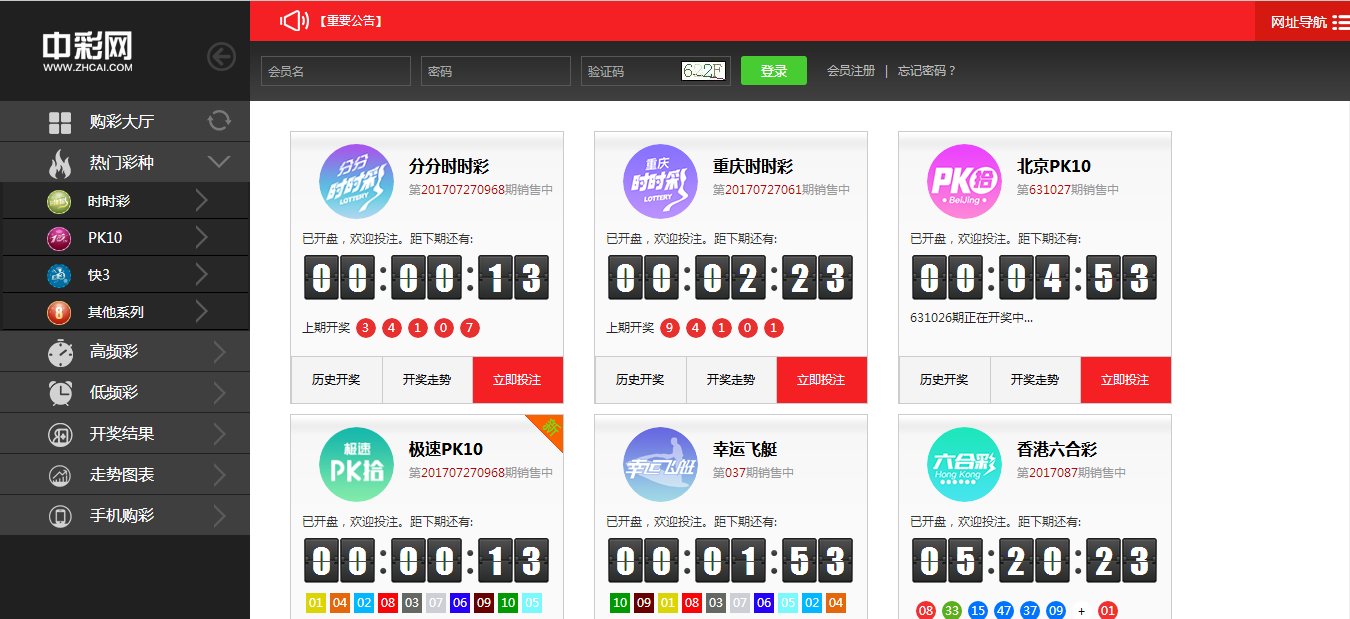 中彩网
WWW.ZHCAI.COM
购彩大厅
热门彩种
时时彩
PK10
快3
8
其他系列
高频彩
低频彩
开奖结果
走势图表
手机购彩
【重要公告】
网址导航
会员名
密码
验证码
登录
会员注册 | 忘记密码？
分分时时彩 LOTTERY
分分时时彩
第201707270968期销售中
已开盘，欢迎投注。距下期还有:
00:00:13
上期开奖 3 4 1 0 7
历史开奖 开奖走势 立即投注
重庆时时彩 LOTTERY
重庆时时彩
第20170727061期销售中
已开盘，欢迎投注。距下期还有:
00:02:23
上期开奖 9 4 1 0 1
历史开奖 开奖走势 立即投注
PK拾
BeiJing
北京PK10
第631027期销售中
已开盘，欢迎投注。距下期还有:
00:04:53
631026期正在开奖中...
历史开奖 开奖走势 立即投注
极速
PK拾
极速PK10
新
第201707270968期销售中
已开盘，欢迎投注。距下期还有:
00:00:13
01 04 02 08 03 07 06 09 10 05
幸运飞艇
幸运飞艇
第037期销售中
已开盘，欢迎投注。距下期还有:
00:01:53
10 09 01 08 03 07 06 05 02 04
六合彩
Hong Kong
香港六合彩
第2017087期销售中
已开盘，欢迎投注。距下期还有:
05:20:23
08 33 15 47 37 09 + 01